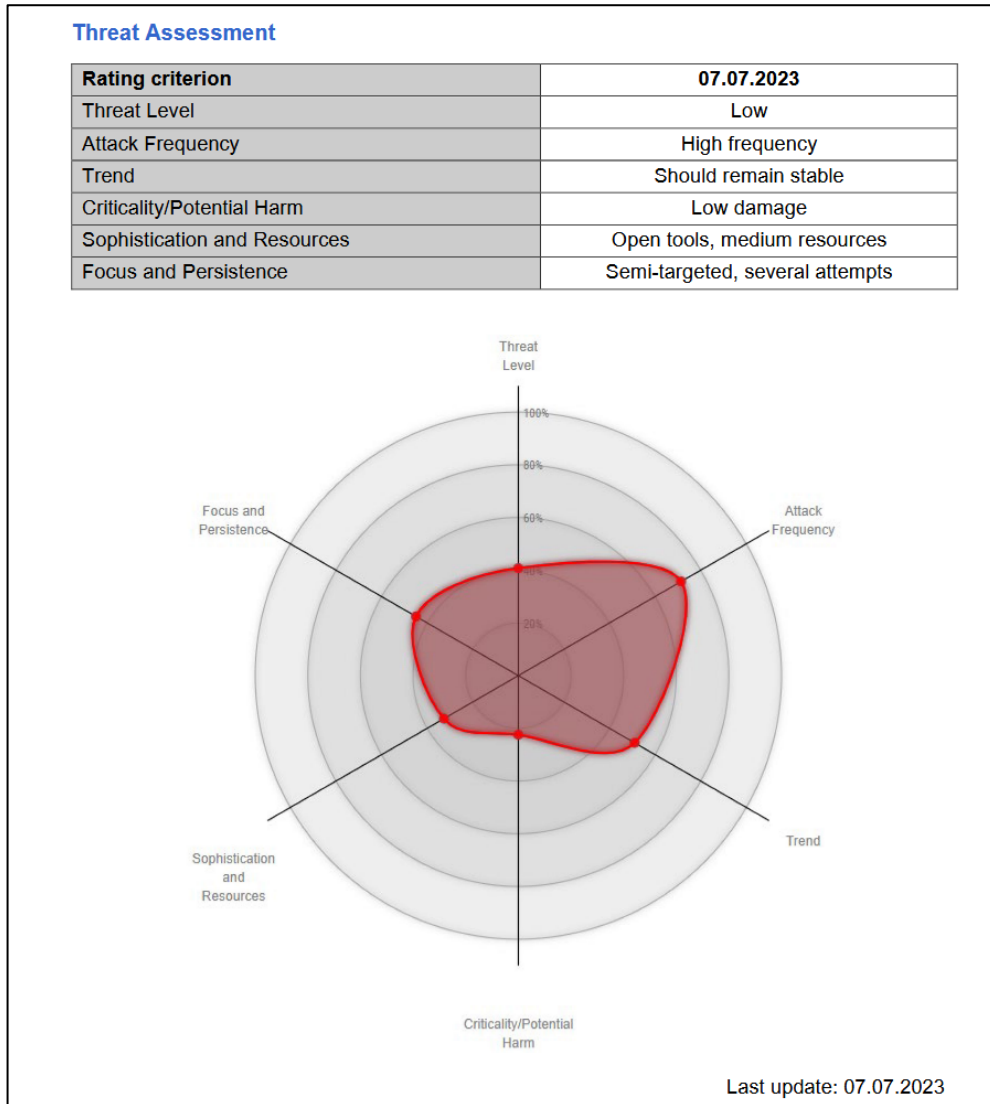 Threat Assessment
Rating criterion 07.07.2023
Threat Level Low
Attack Frequency High frequency
Trend Should remain stable
Criticality/Potential Harm Low damage
Sophistication and Resources Open tools, medium resources
Focus and Persistence Semi-targeted, several attempts
Threat
Level
100%
80%
60%
40%
20%
Focus and
Persistence
Attack
Frequency
Trend
Sophistication
and
Resources
Criticality/Potential
Harm
Last update: 07.07.2023